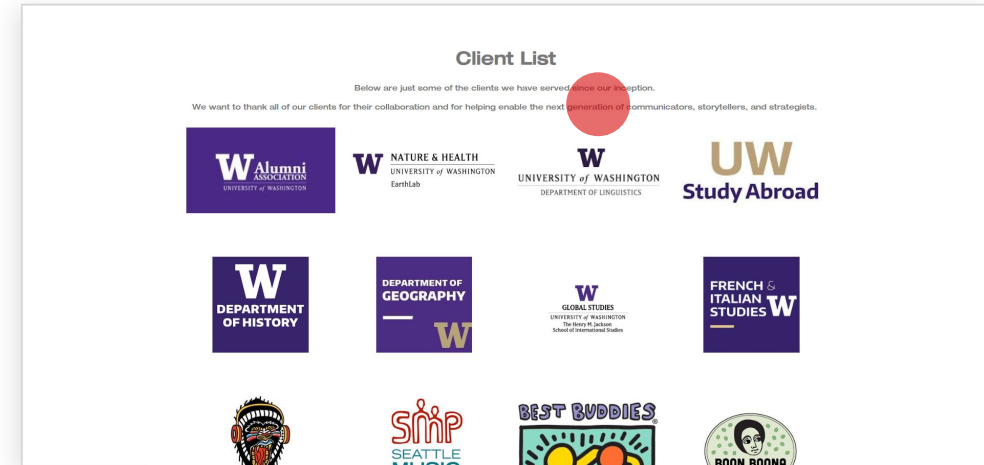 Client List
Below are just some of the clients we have served since our inception.
We want to thank all of our clients for their collaboration and for helping enable the next generation of communicators, storytellers, and strategists.
W Alumni
ASSOCIATION
UNIVERSITY of WASHINGTON
W NATURE & HEALTH
UNIVERSITY of WASHINGTON
EarthLab
W
UNIVERSITY of WASHINGTON
DEPARTMENT OF LINGUISTICS
UW
Study Abroad
W
DEPARTMENT
OF HISTORY
DEPARTMENT OF
GEOGRAPHY
W
W
GLOBAL STUDIES
UNIVERSITY of WASHINGTON
The Henry M. Jackson
School of International Studies
FRENCH &
ITALIAN
STUDIES W
SMP
SEATTLE
MUSIC
BEST BUDDIES
BOON BOONA